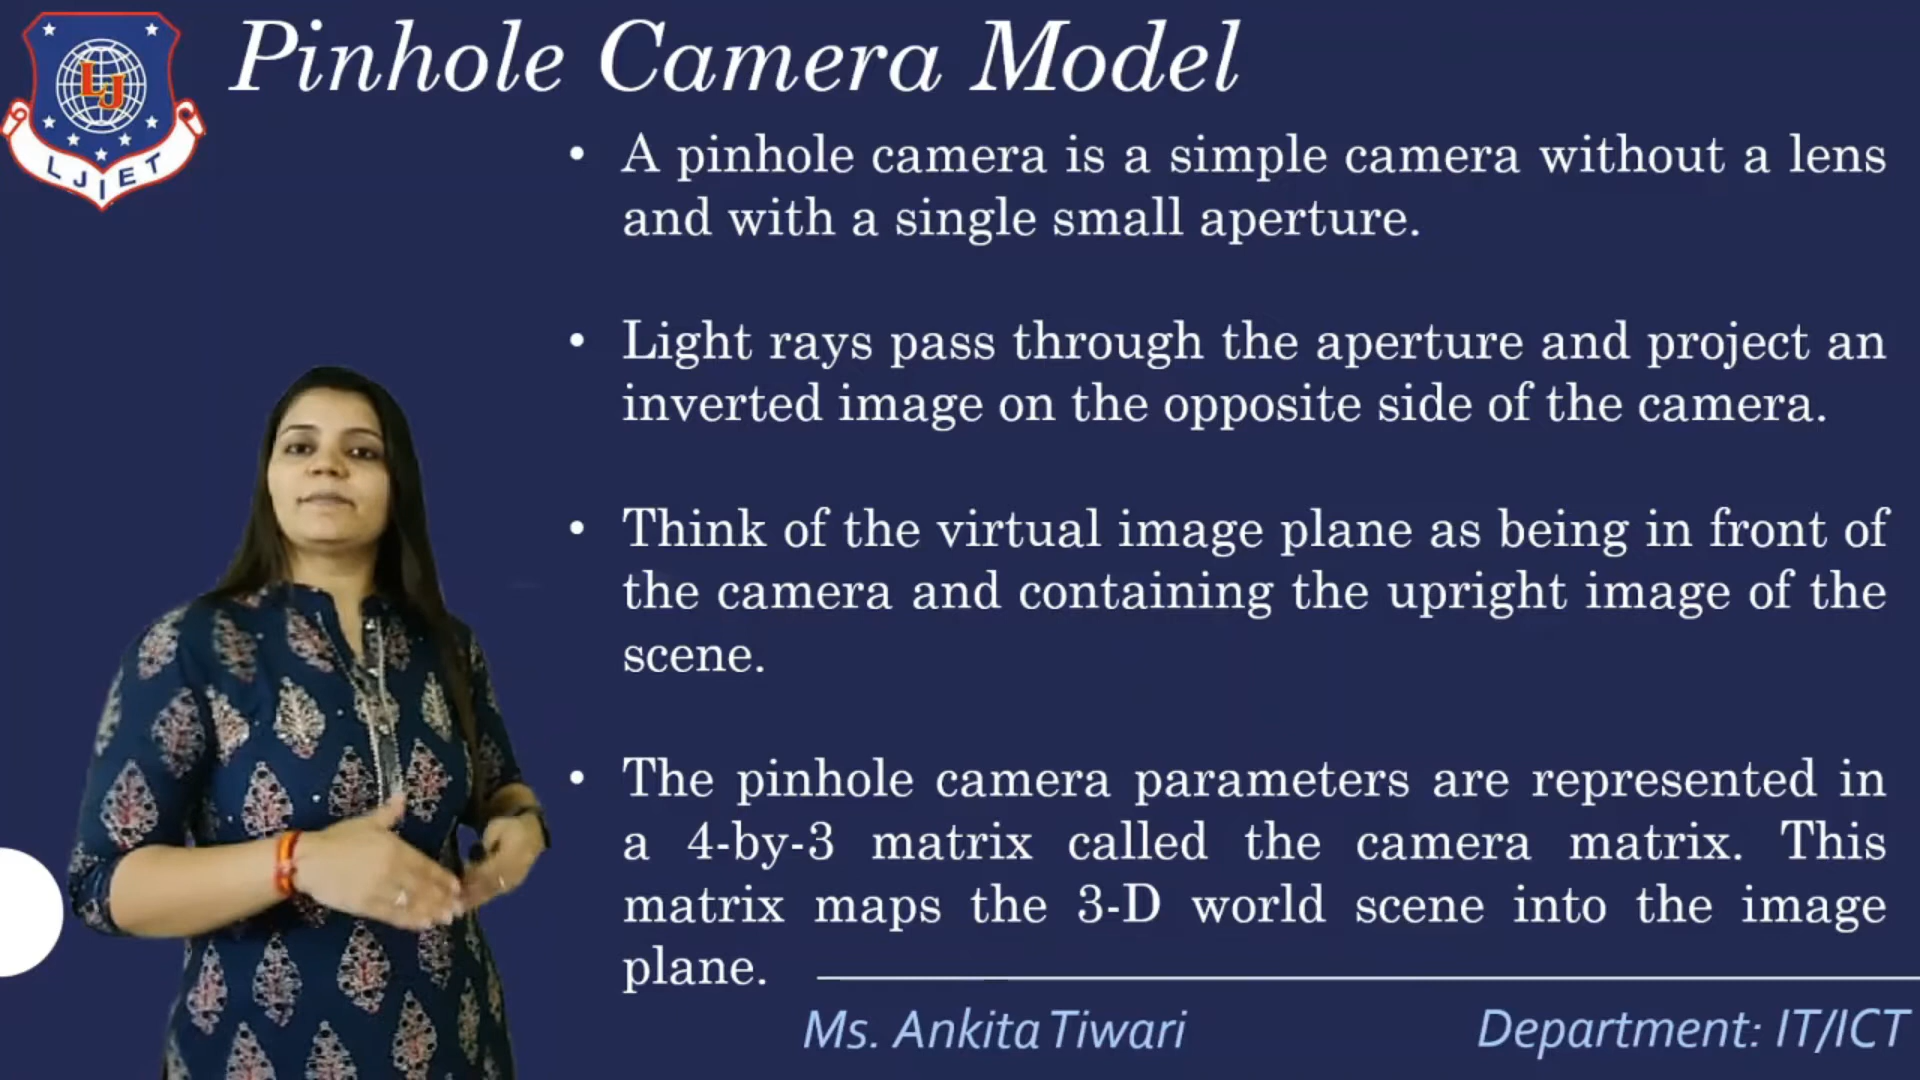 Pinhole Camera Model
LJ
LJIET
• A pinhole camera is a simple camera without a lens
and with a single small aperture.
• Light rays pass through the aperture and project an
inverted image on the opposite side of the camera.
• Think of the virtual image plane as being in front of
the camera and containing the upright image of the
scene.
• The pinhole camera parameters are represented in
a 4-by-3 matrix called the camera matrix. This
matrix maps the 3-D world scene into the image
plane.
Ms. Ankita Tiwari
Department: IT/ICT